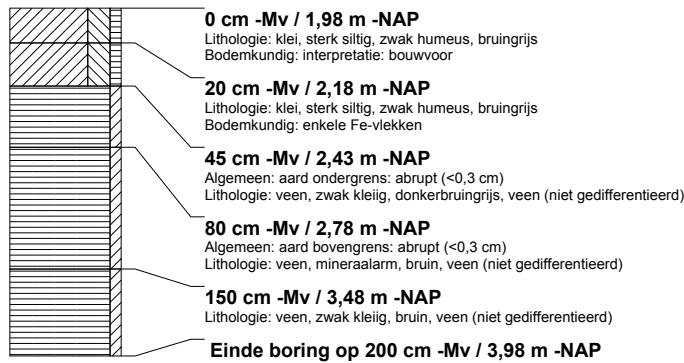 0 cm -Mv / 1,98 m -NAP
Lithologie: klei, sterk siltig, zwak humeus, bruingrijs
Bodemkundig: interpretatie: bouwvoor
20 cm -Mv / 2,18 m -NAP
Lithologie: klei, sterk siltig, zwak humeus, bruingrijs
Bodemkundig: enkele Fe-vlekken
45 cm -Mv / 2,43 m -NAP
Algemeen: aard ondergrens: abrupt (<0,3 cm)
Lithologie: veen, zwak kleiig, donkerbruingrijs, veen (niet gedifferentieerd)
80 cm -Mv / 2,78 m -NAP
Algemeen: aard bovengrens: abrupt (<0,3 cm)
Lithologie: veen, mineraalarm, bruin, veen (niet gedifferentieerd)
150 cm -Mv / 3,48 m -NAP
Lithologie: veen, zwak kleiig, bruin, veen (niet gedifferentieerd)
Einde boring op 200 cm -Mv / 3,98 m -NAP